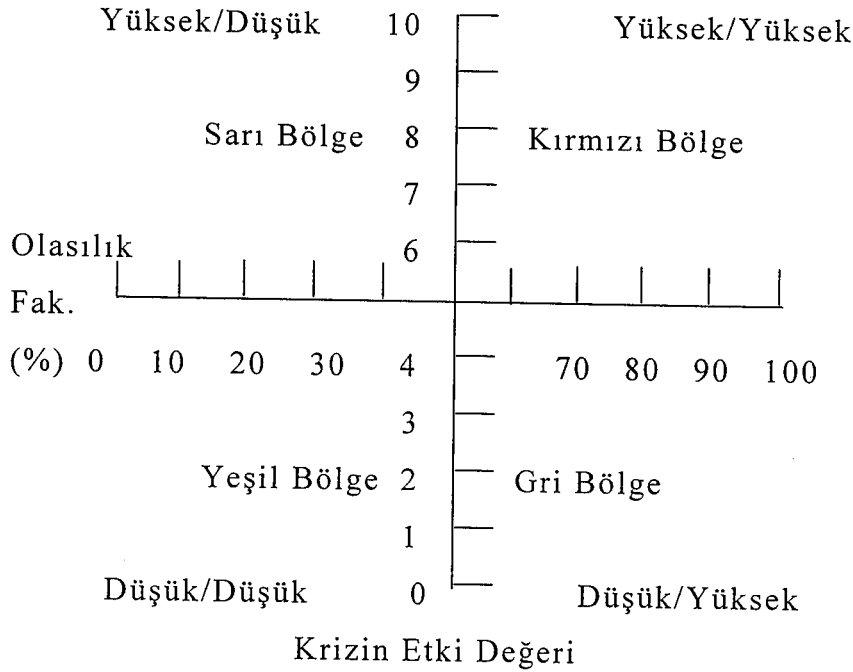 Yüksek/Düşük 10 Yüksek/Yüksek
9
Sarı Bölge 8 Kırmızı Bölge
7
Olasılık 6
Fak.
(%) 0 10 20 30 4 70 80 90 100
3
Yeşil Bölge 2 Gri Bölge
1
Düşük/Düşük 0 Düşük/Yüksek
Krizin Etki Değeri